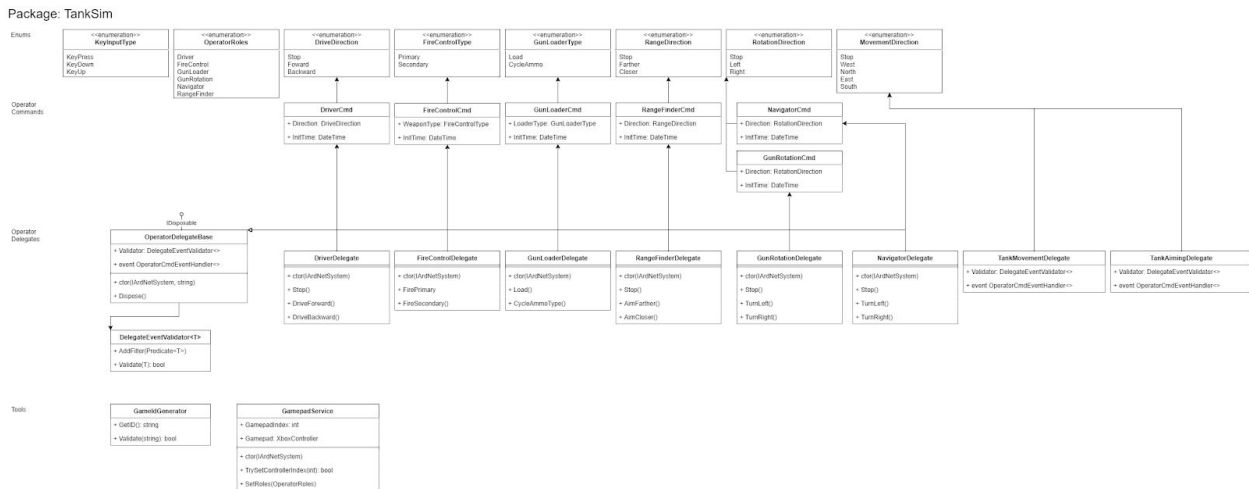 Package: TankSim
Enums
<<enumeration>>
KeyInputType
KeyPress
KeyDown
KeyUp
<<enumeration>>
OperatorRoles
Driver
FireControl
GunLoader
GunRotation
Navigator
RangeFinder
<<enumeration>>
DriveDirection
Stop
Foward
Backward
<<enumeration>>
FireControlType
Primary
Secondary
<<enumeration>>
GunLoaderType
Load
CycleAmmo
<<enumeration>>
RangeDirection
Stop
Farther
Closer
<<enumeration>>
RotationDirection
Stop
Left
Right
<<enumeration>>
MovementDirection
Stop
West
North
East
South
Operator
Commands
DriverCmd
+ Direction: DriveDirection
+ InitTime: DateTime
FireControlCmd
+ WeaponType: FireControlType
+ InitTime: DateTime
GunLoaderCmd
+ LoaderType: GunLoaderType
+ InitTime: DateTime
RangeFinderCmd
+ Direction: RangeDirection
+ InitTime: DateTime
NavigatorCmd
+ Direction: RotationDirection
+ InitTime: DateTime
GunRotationCmd
+ Direction: RotationDirection
+ InitTime: DateTime
Operator
Delegates
IDisposable
OperatorDelegateBase
+ Validator: DelegateEventValidator<>
+ event OperatorCmdEventHandler<>
+ ctor(IArdNetSystem, string)
+ Dispose()
DelegateEventValidator<T>
+ AddFilter(Predicate<T>)
+ Validate(T): bool
DriverDelegate
+ ctor(IArdNetSystem)
+ Stop()
+ DriveForward()
+ DriveBackward()
FireControlDelegate
+ ctor(IArdNetSystem)
+ FirePrimary
+ FireSecondary()
GunLoaderDelegate
+ ctor(IArdNetSystem)
+ Load()
+ CycleAmmoType()
RangeFinderDelegate
+ ctor(IArdNetSystem)
+ Stop()
+ AimFarther()
+ AimCloser()
GunRotationDelegate
+ ctor(IArdNetSystem)
+ Stop()
+ TurnLeft()
+ TurnRight()
NavigatorDelegate
+ ctor(IArdNetSystem)
+ Stop()
+ TurnLeft()
+ TurnRight()
TankMovementDelegate
+ Validator: DelegateEventValidator<>
+ event OperatorCmdEventHandler<>
TankAimingDelegate
+ Validator: DelegateEventValidator<>
+ event OperatorCmdEventHandler<>
Tools
GameIdGenerator
+ GetID(): string
+ Validate(string): bool
GamepadService
+ GamepadIndex: int
+ Gamepad: XboxController
+ ctor(IArdNetSystem)
+ TrySetControllerIndex(int): bool
+ SetRoles(OperatorRoles)